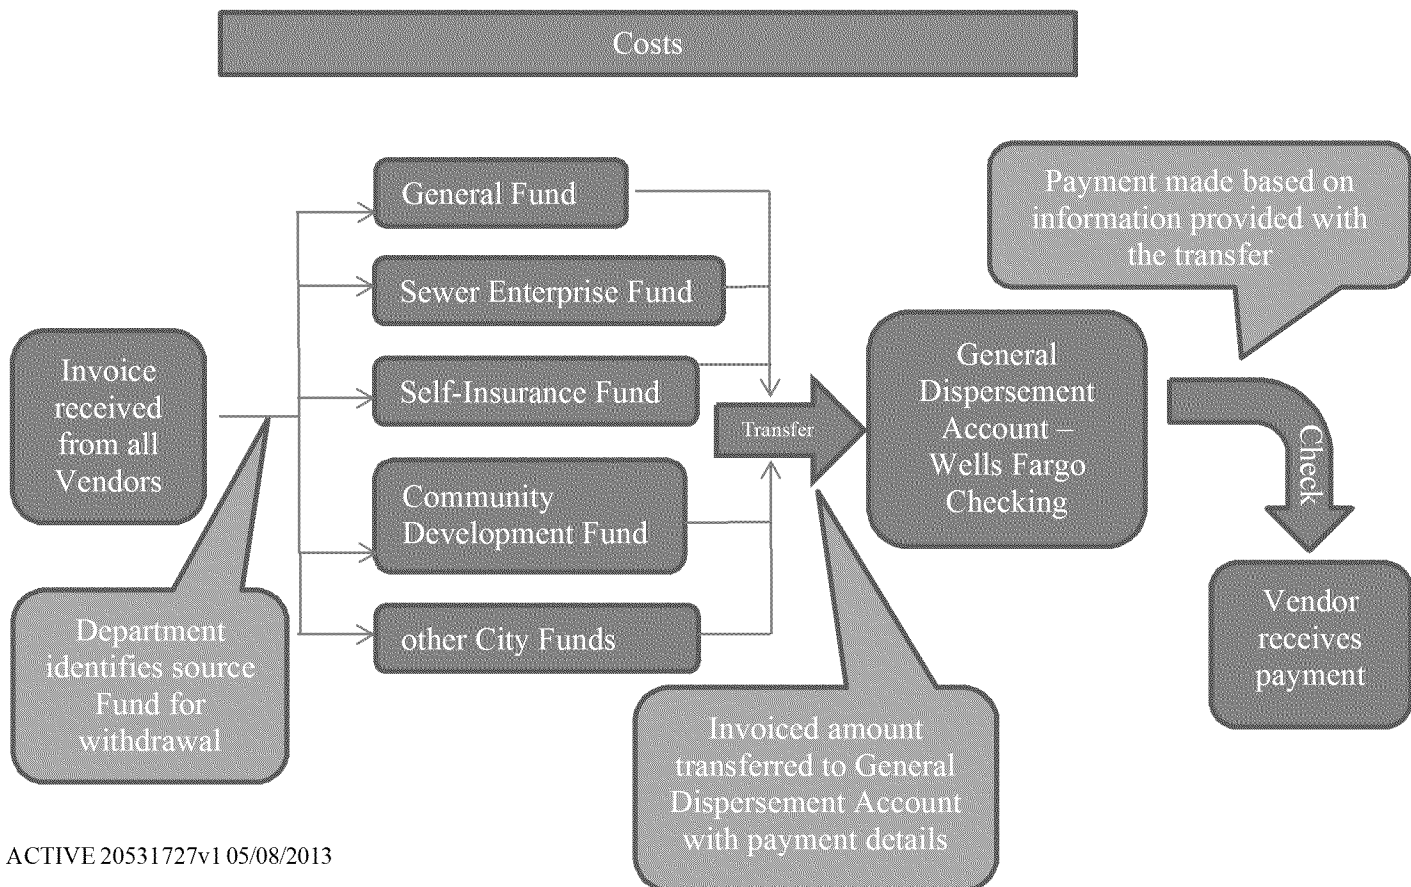 Costs
General Fund
Sewer Enterprise Fund
Self-Insurance Fund
Community
Development Fund
other City Funds
Invoice
received
from all
Vendors
Department
identifies source
Fund for
withdrawal
Transfer
Invoiced amount
transferred to General
Dispersement Account
with payment details
General
Dispersement
Account –
Wells Fargo
Checking
Payment made based on
information provided with
the transfer
Check
Vendor
receives
payment
ACTIVE 20531727v1 05/08/2013